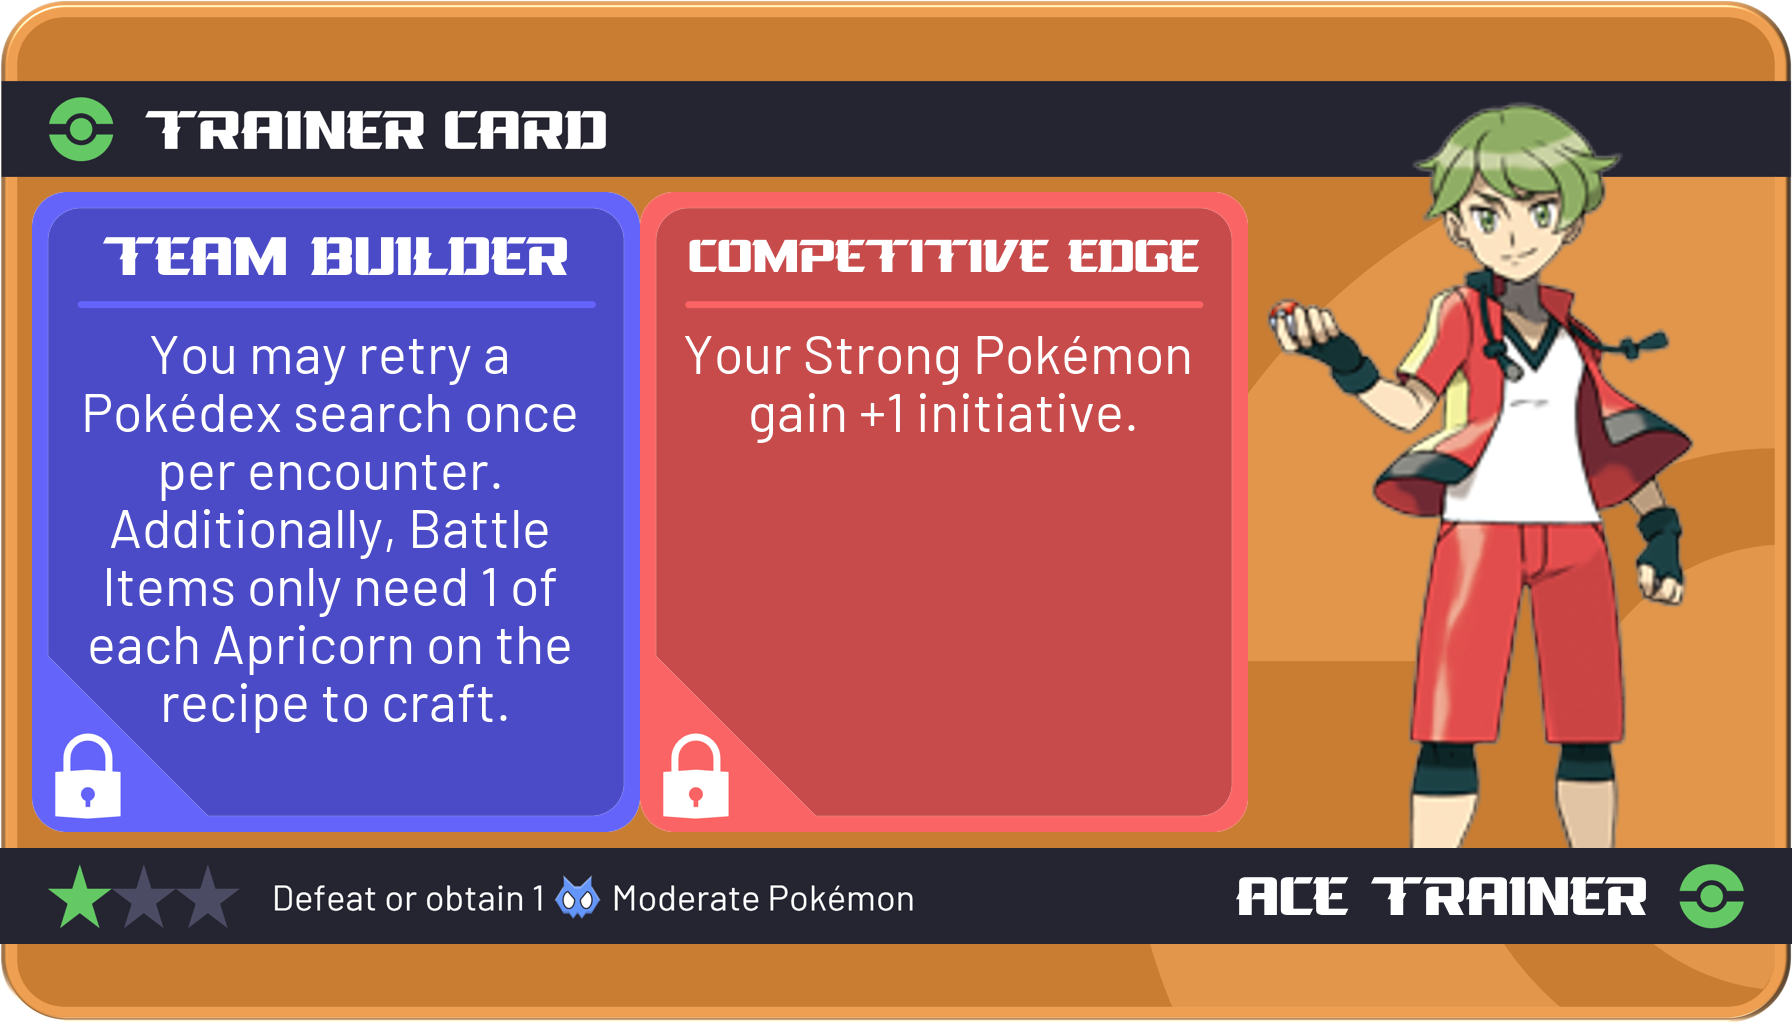 TRAINER CARD
TEAM BUILDER
You may retry a
Pokédex search once
per encounter.
Additionally, Battle
Items only need 1 of
each Apricorn on the
recipe to craft.
COMPETITIVE EDGE
Your Strong Pokémon
gain +1 initiative.
Defeat or obtain 1 Moderate Pokémon
ACE TRAINER